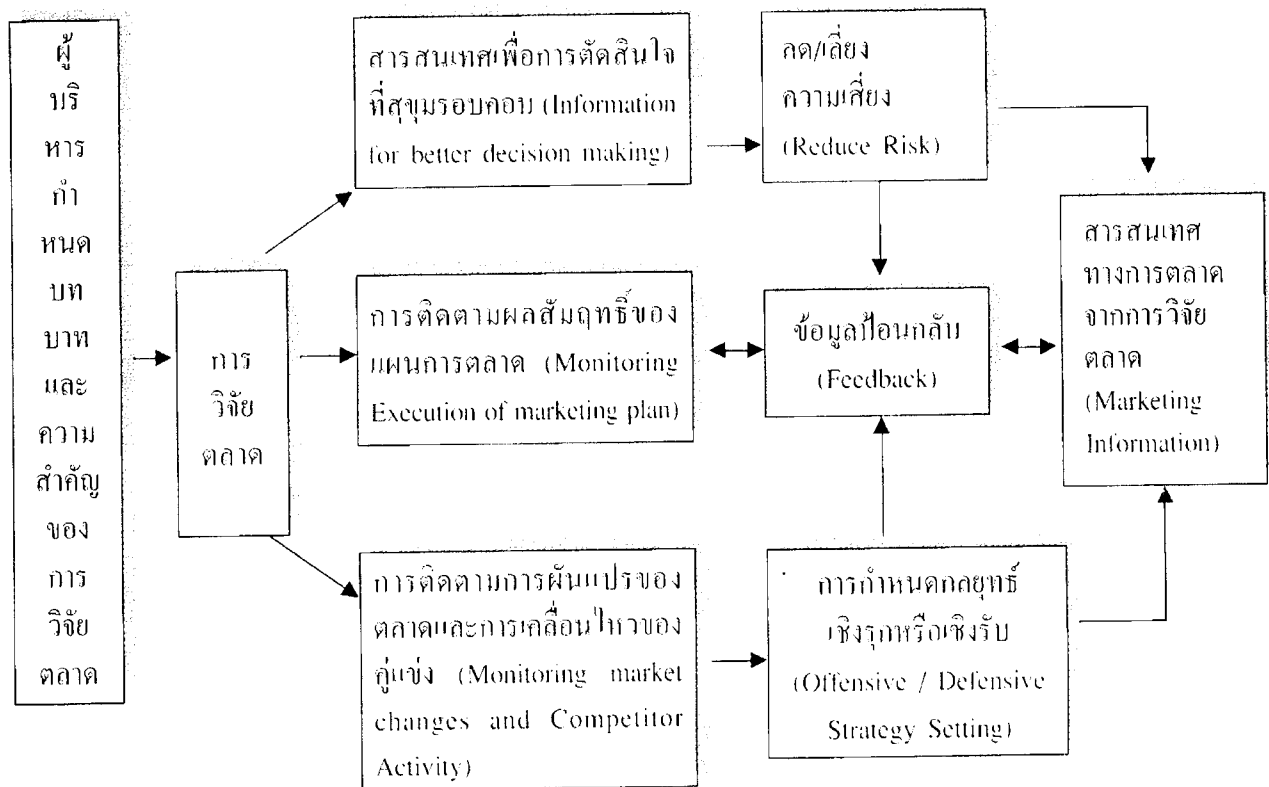 ผู้
บริ
หาร
กำ
หนด
บท
บาท
และ
ความ
สำคัญ
ของ
การ
วิจัย
ตลาด
การ
วิจัย
ตลาด
สารสนเทศเพื่อการตัดสินใจ
ที่สุขุมรอบคอบ (Information
for better decision making)
การติดตามผลสัมฤทธิ์ของ
แผนการตลาด (Monitoring
Execution of marketing plan)
การติดตามการผันแปรของ
ตลาดและการเคลื่อนไหวของ
คู่แข่ง (Monitoring market
changes and Competitor
Activity)
ลด/เลี่ยง
ความเสี่ยง
(Reduce Risk)
ข้อมูลป้อนกลับ
(Feedback)
การกำหนดกลยุทธ์
เชิงรุกหรือเชิงรับ
(Offensive / Defensive
Strategy Setting)
สารสนเทศ
ทางการตลาด
จากการวิจัย
ตลาด
(Marketing
Information)